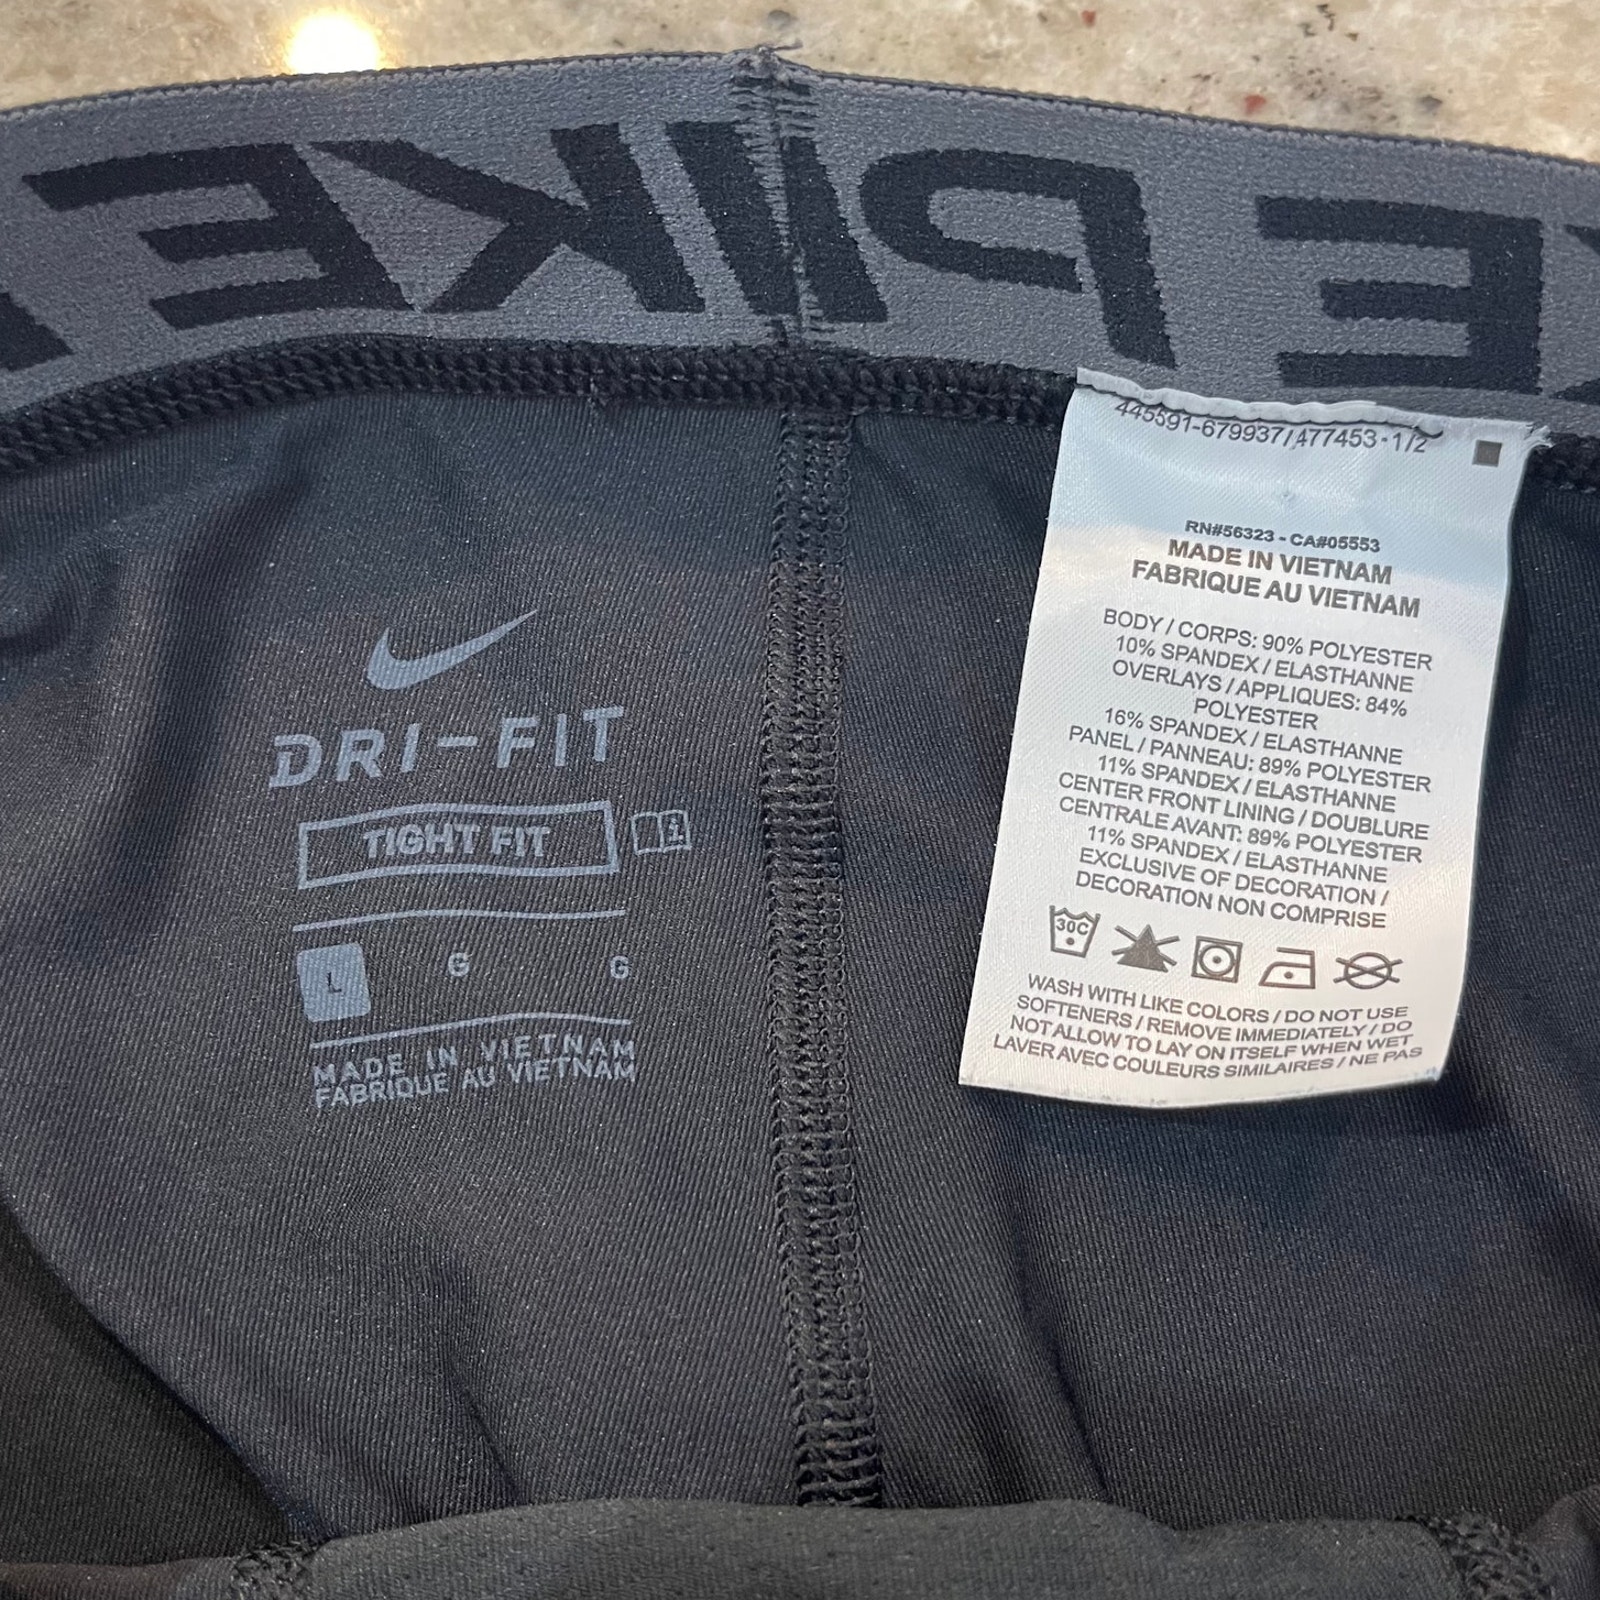 NIKE PRO
DRI-FIT
TIGHT FIT
L G G
MADE IN VIETNAM
FABRIQUE AU VIETNAM
445591-679937/477453-1/2
RN#56323 - CA#05553
MADE IN VIETNAM
FABRIQUE AU VIETNAM
BODY / CORPS: 90% POLYESTER
10% SPANDEX / ELASTHANNE
OVERLAYS / APPLIQUES: 84%
POLYESTER
16% SPANDEX / ELASTHANNE
PANEL / PANNEAU: 89% POLYESTER
11% SPANDEX / ELASTHANNE
CENTER FRONT LINING / DOUBLURE
CENTRALE AVANT: 89% POLYESTER
11% SPANDEX / ELASTHANNE
EXCLUSIVE OF DECORATION /
DECORATION NON COMPRISE
30C
WASH WITH LIKE COLORS / DO NOT USE
SOFTENERS / REMOVE IMMEDIATELY / DO
NOT ALLOW TO LAY ON ITSELF WHEN WET
LAVER AVEC COULEURS SIMILAIRES / NE PAS